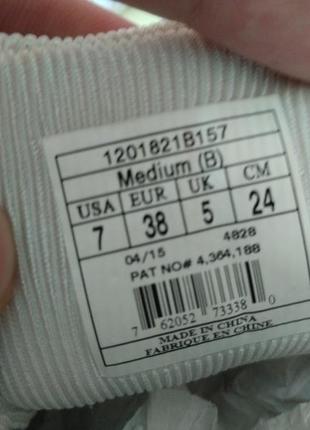 1201821B157
Medium (B)
USA EUR UK CM
7 38 5 24
04/15 4828
PAT NO# 4,364,188
7 62052 73338 0
MADE IN CHINA
FABRIQUE EN CHINE